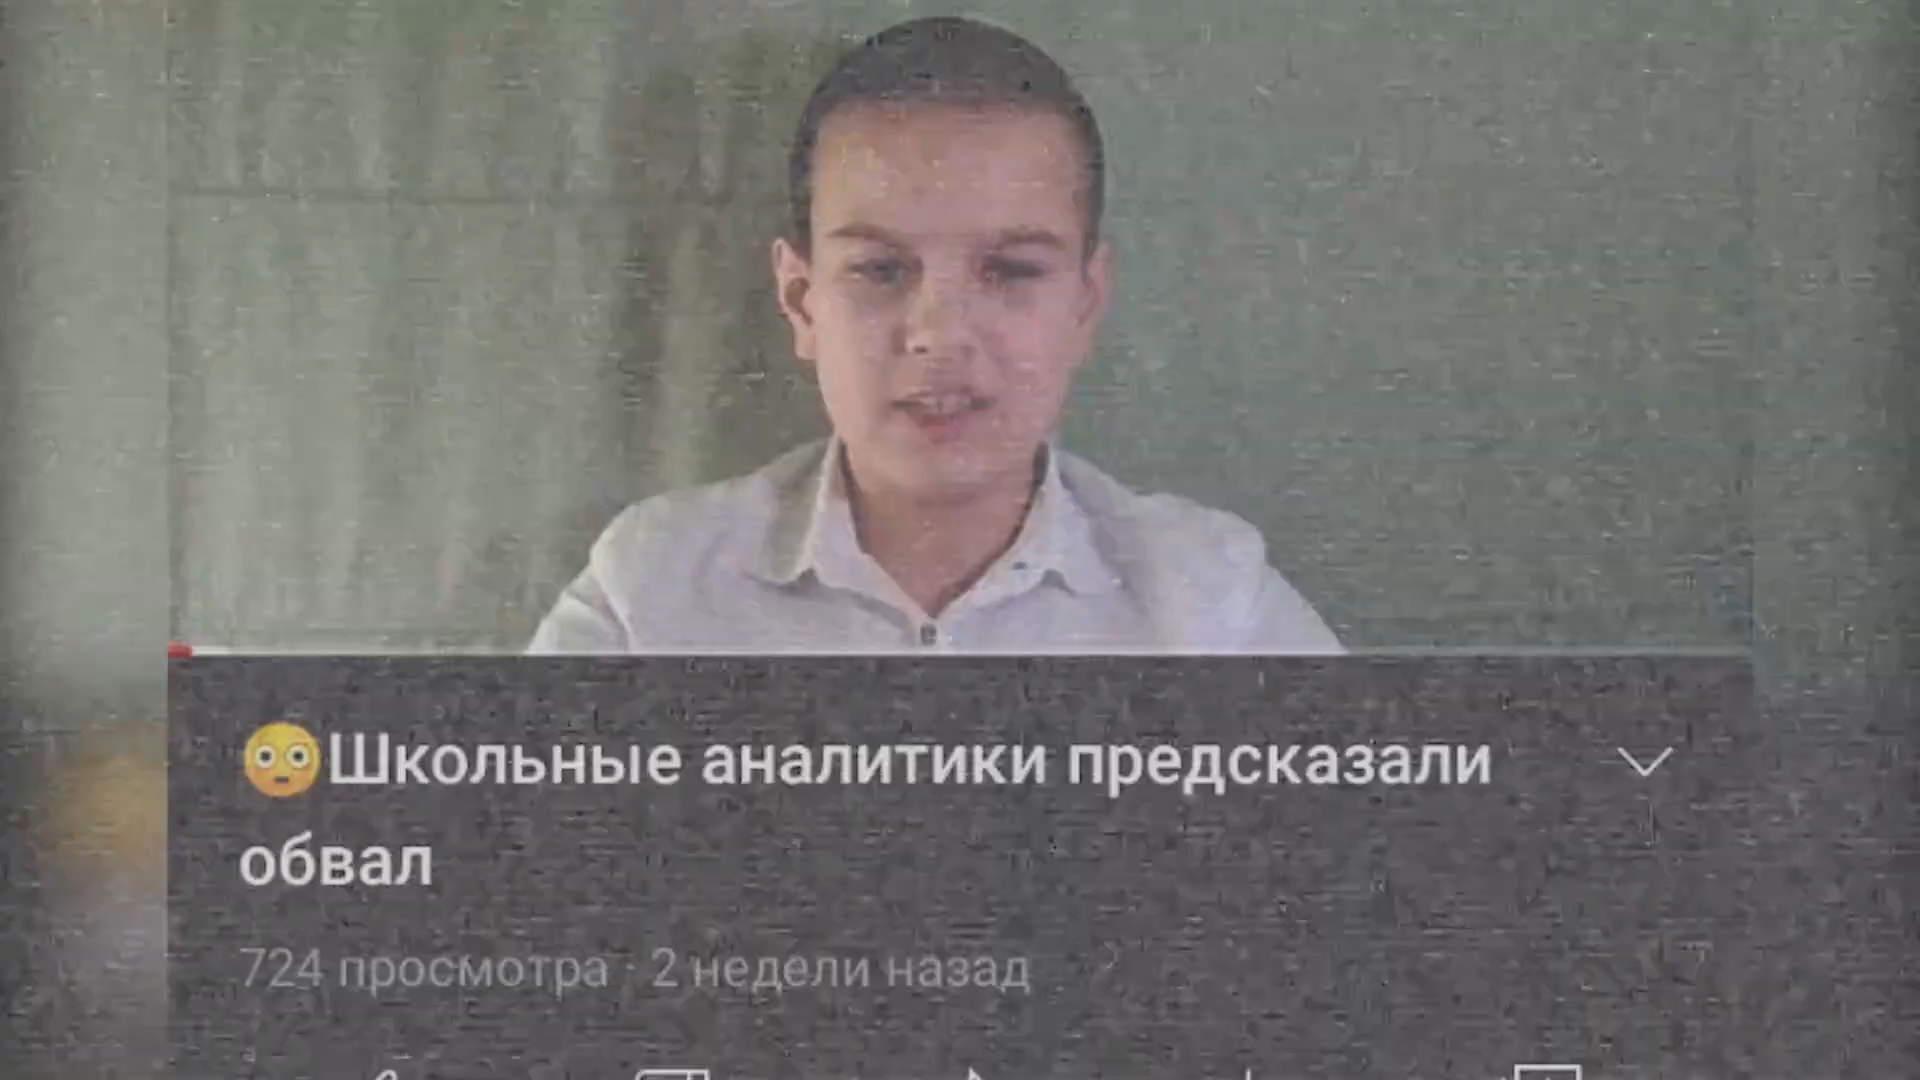 😳Школьные аналитики предсказали
обвал
724 просмотра · 2 недели назад